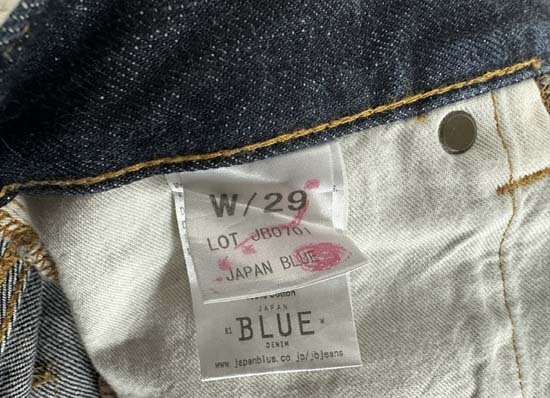 W/29
LOT JB0761
JAPAN BLUE
JAPAN
BLUE
DENIM
www.japanblue.co.jp/jbjeans